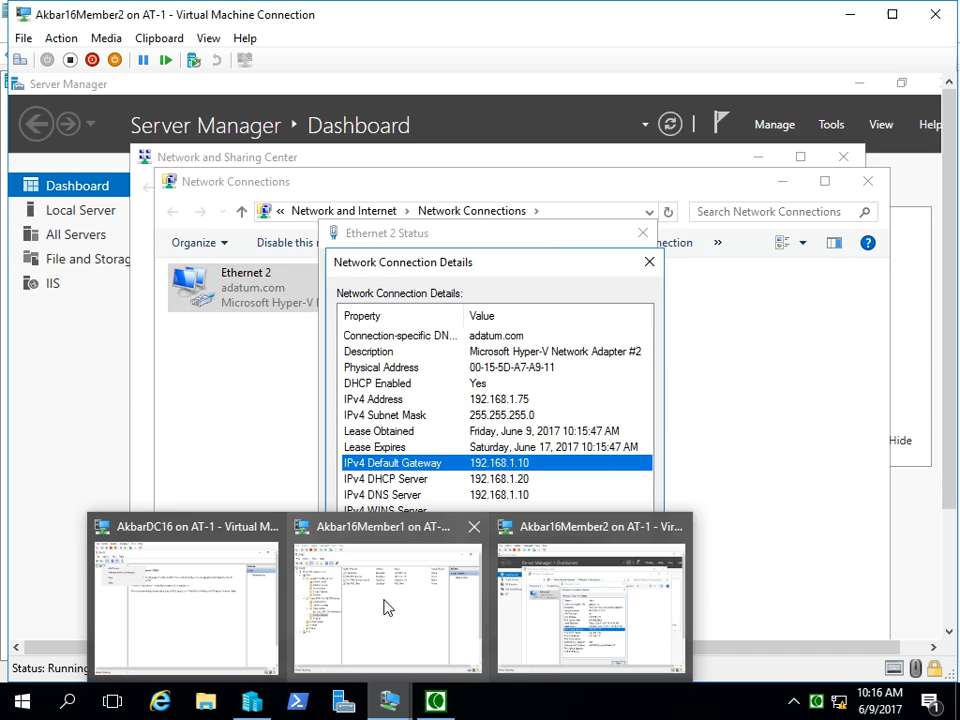 Akbar16Member2 on AT-1 - Virtual Machine Connection
File Action Media Clipboard View Help
Server Manager
Server Manager ‣ Dashboard
Manage Tools View Help
Network and Sharing Center
Dashboard
Local Server
All Servers
File and Storag
IIS
Network Connections
« Network and Internet › Network Connections ›
Search Network Connections
Ethernet 2 Status
Organize Disable this nection »
Ethernet 2
adatum.com
Microsoft Hyper-V
Network Connection Details
Network Connection Details:
Property Value
Connection-specific DN... adatum.com
Description Microsoft Hyper-V Network Adapter #2
Physical Address 00-15-5D-A7-A9-11
DHCP Enabled Yes
IPv4 Address 192.168.1.75
IPv4 Subnet Mask 255.255.255.0
Lease Obtained Friday, June 9, 2017 10:15:47 AM
Lease Expires Saturday, June 17, 2017 10:15:47 AM
IPv4 Default Gateway 192.168.1.10
IPv4 DHCP Server 192.168.1.20
IPv4 DNS Server 192.168.1.10
IPv4 WINS Server
Hide
AkbarDC16 on AT-1 - Virtual M...
Akbar16Member1 on AT-...
Akbar16Member2 on AT-1 - Vir...
Status: Running
10:16 AM
6/9/2017
1